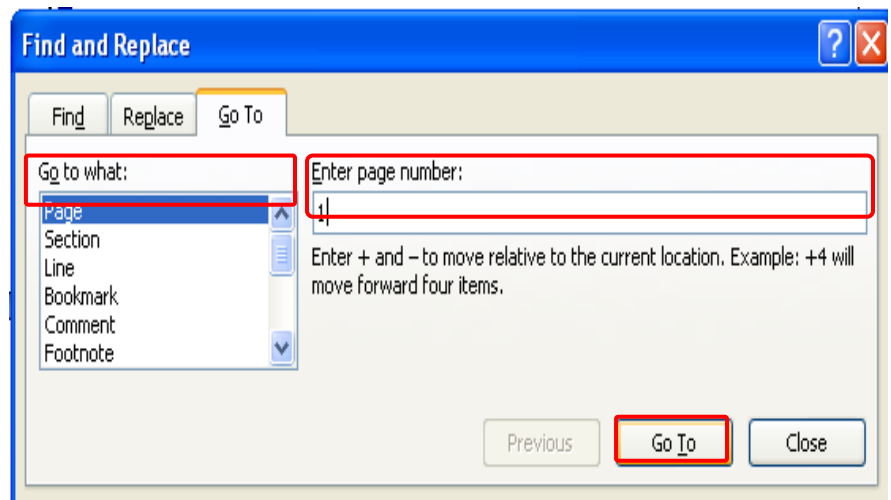 Find and Replace
Find Replace Go To
Go to what:
Enter page number:
Page
1
Section
Line
Bookmark
Comment
Footnote
Enter + and – to move relative to the current location. Example: +4 will
move forward four items.
Previous Go To Close